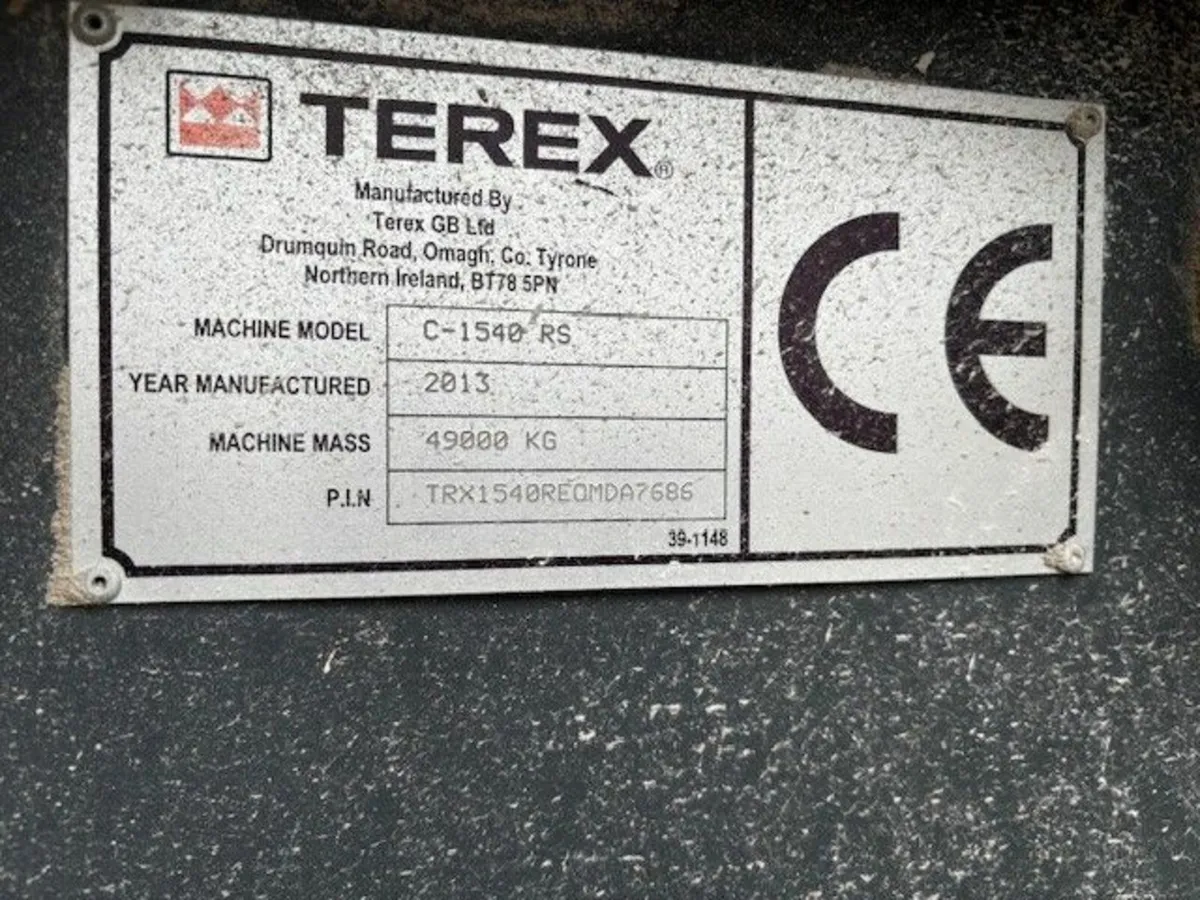 TEREX®
Manufactured By
Terex GB Ltd
Drumquin Road, Omagh, Co. Tyrone
Northern Ireland, BT78 5PN
MACHINE MODEL C-1540 RS
YEAR MANUFACTURED 2013
MACHINE MASS 49000 KG
P.I.N TRX1540REOMDA7686
39-1148
CE